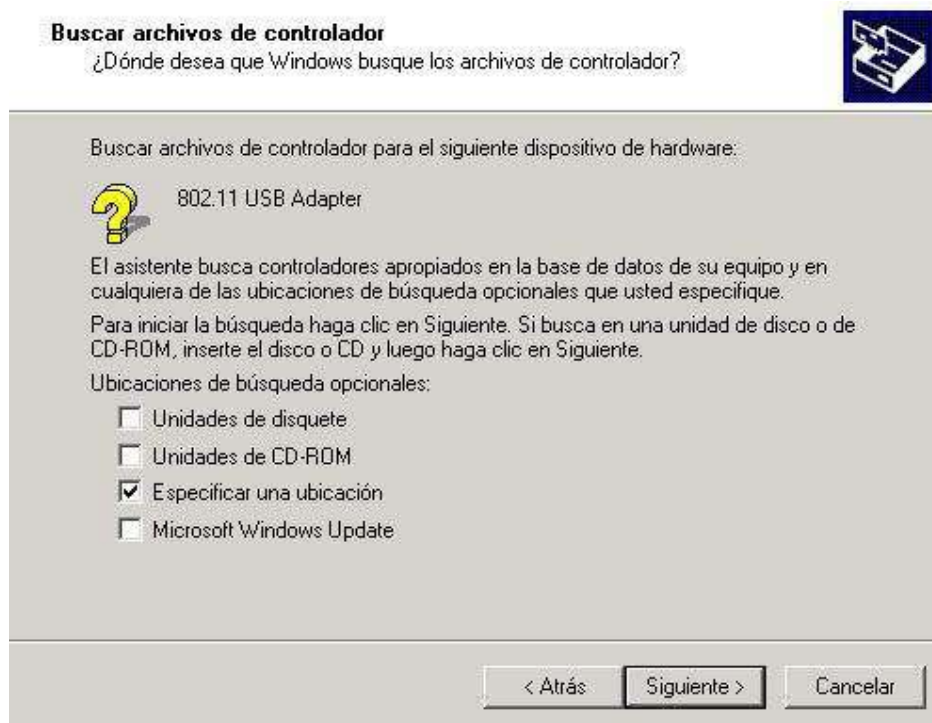 Buscar archivos de controlador
¿Dónde desea que Windows busque los archivos de controlador?
Buscar archivos de controlador para el siguiente dispositivo de hardware:
802.11 USB Adapter
El asistente busca controladores apropiados en la base de datos de su equipo y en
cualquiera de las ubicaciones de búsqueda opcionales que usted especifique.
Para iniciar la búsqueda haga clic en Siguiente. Si busca en una unidad de disco o de
CD-ROM, inserte el disco o CD y luego haga clic en Siguiente.
Ubicaciones de búsqueda opcionales:
Unidades de disquete
Unidades de CD-ROM
Especificar una ubicación
Microsoft Windows Update
< Atrás Siguiente > Cancelar